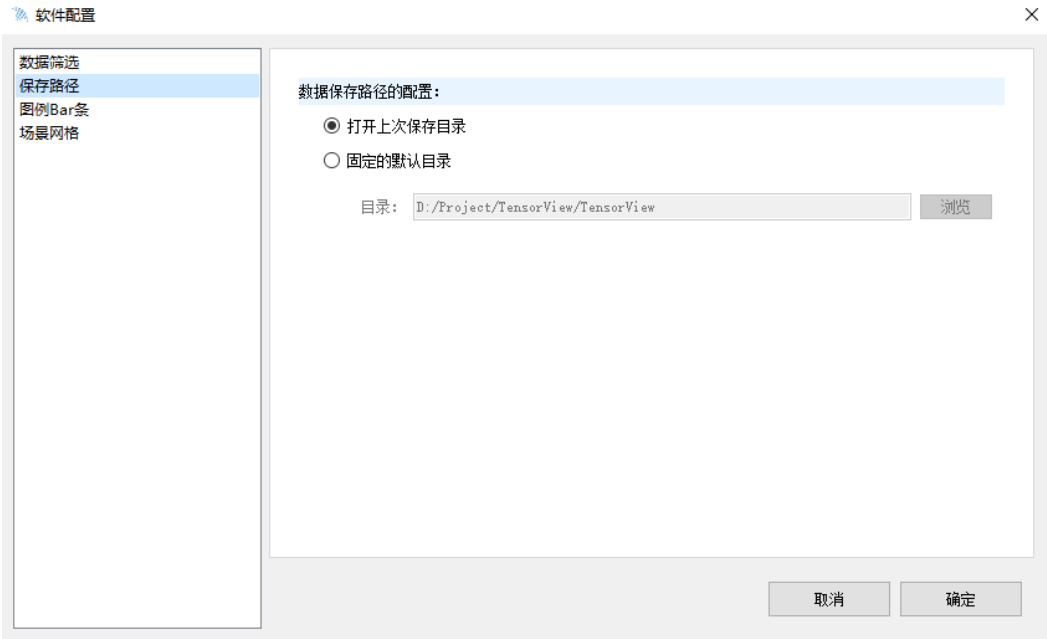 软件配置
数据筛选
保存路径
图例Bar条
场景网格
数据保存路径的配置：
打开上次保存目录
固定的默认目录
目录： D:/Project/TensorView/TensorView 浏览
取消 确定